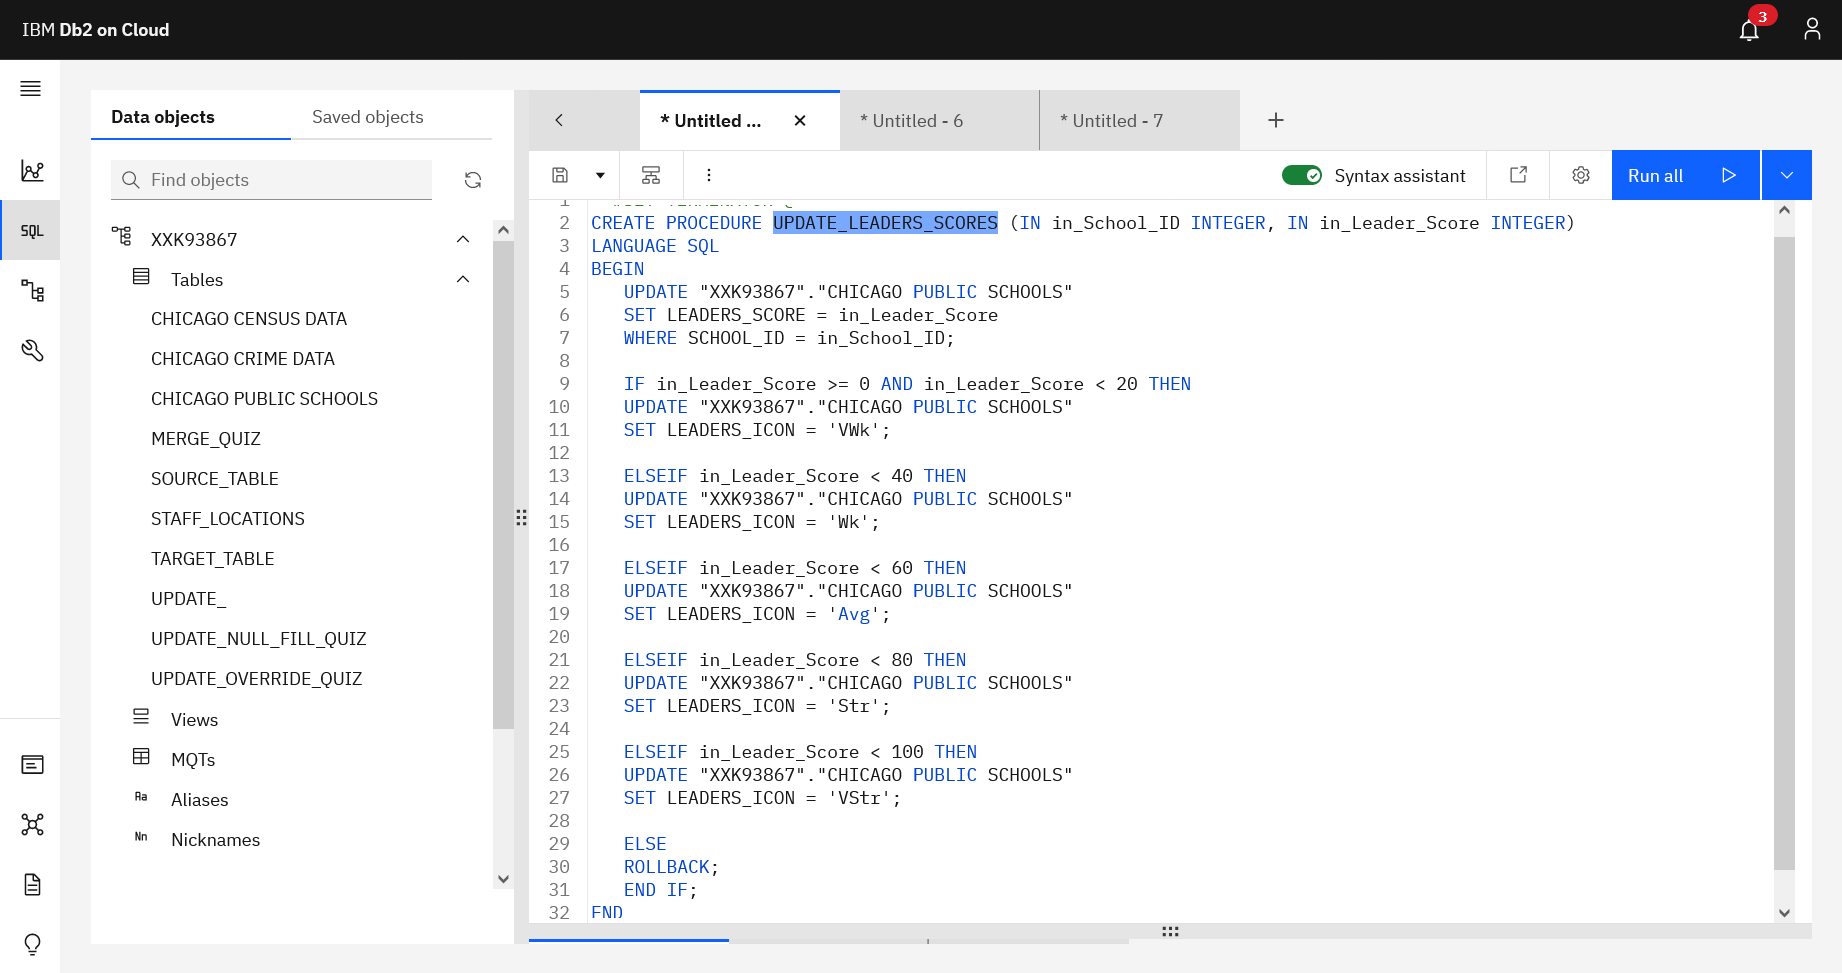 IBM Db2 on Cloud
3
Data objects
Saved objects
* Untitled ...
* Untitled - 6
* Untitled - 7
Find objects
Syntax assistant
Run all
SQL
XXK93867
Tables
CHICAGO CENSUS DATA
CHICAGO CRIME DATA
CHICAGO PUBLIC SCHOOLS
MERGE_QUIZ
SOURCE_TABLE
STAFF_LOCATIONS
TARGET_TABLE
UPDATE_
UPDATE_NULL_FILL_QUIZ
UPDATE_OVERRIDE_QUIZ
Views
MQTs
Aa Aliases
Nn Nicknames
1
2 CREATE PROCEDURE UPDATE_LEADERS_SCORES (IN in_School_ID INTEGER, IN in_Leader_Score INTEGER)
3 LANGUAGE SQL
4 BEGIN
5 UPDATE "XXK93867"."CHICAGO PUBLIC SCHOOLS"
6 SET LEADERS_SCORE = in_Leader_Score
7 WHERE SCHOOL_ID = in_School_ID;
8
9 IF in_Leader_Score >= 0 AND in_Leader_Score < 20 THEN
10 UPDATE "XXK93867"."CHICAGO PUBLIC SCHOOLS"
11 SET LEADERS_ICON = 'VWk';
12
13 ELSEIF in_Leader_Score < 40 THEN
14 UPDATE "XXK93867"."CHICAGO PUBLIC SCHOOLS"
15 SET LEADERS_ICON = 'Wk';
16
17 ELSEIF in_Leader_Score < 60 THEN
18 UPDATE "XXK93867"."CHICAGO PUBLIC SCHOOLS"
19 SET LEADERS_ICON = 'Avg';
20
21 ELSEIF in_Leader_Score < 80 THEN
22 UPDATE "XXK93867"."CHICAGO PUBLIC SCHOOLS"
23 SET LEADERS_ICON = 'Str';
24
25 ELSEIF in_Leader_Score < 100 THEN
26 UPDATE "XXK93867"."CHICAGO PUBLIC SCHOOLS"
27 SET LEADERS_ICON = 'VStr';
28
29 ELSE
30 ROLLBACK;
31 END IF;
32 END